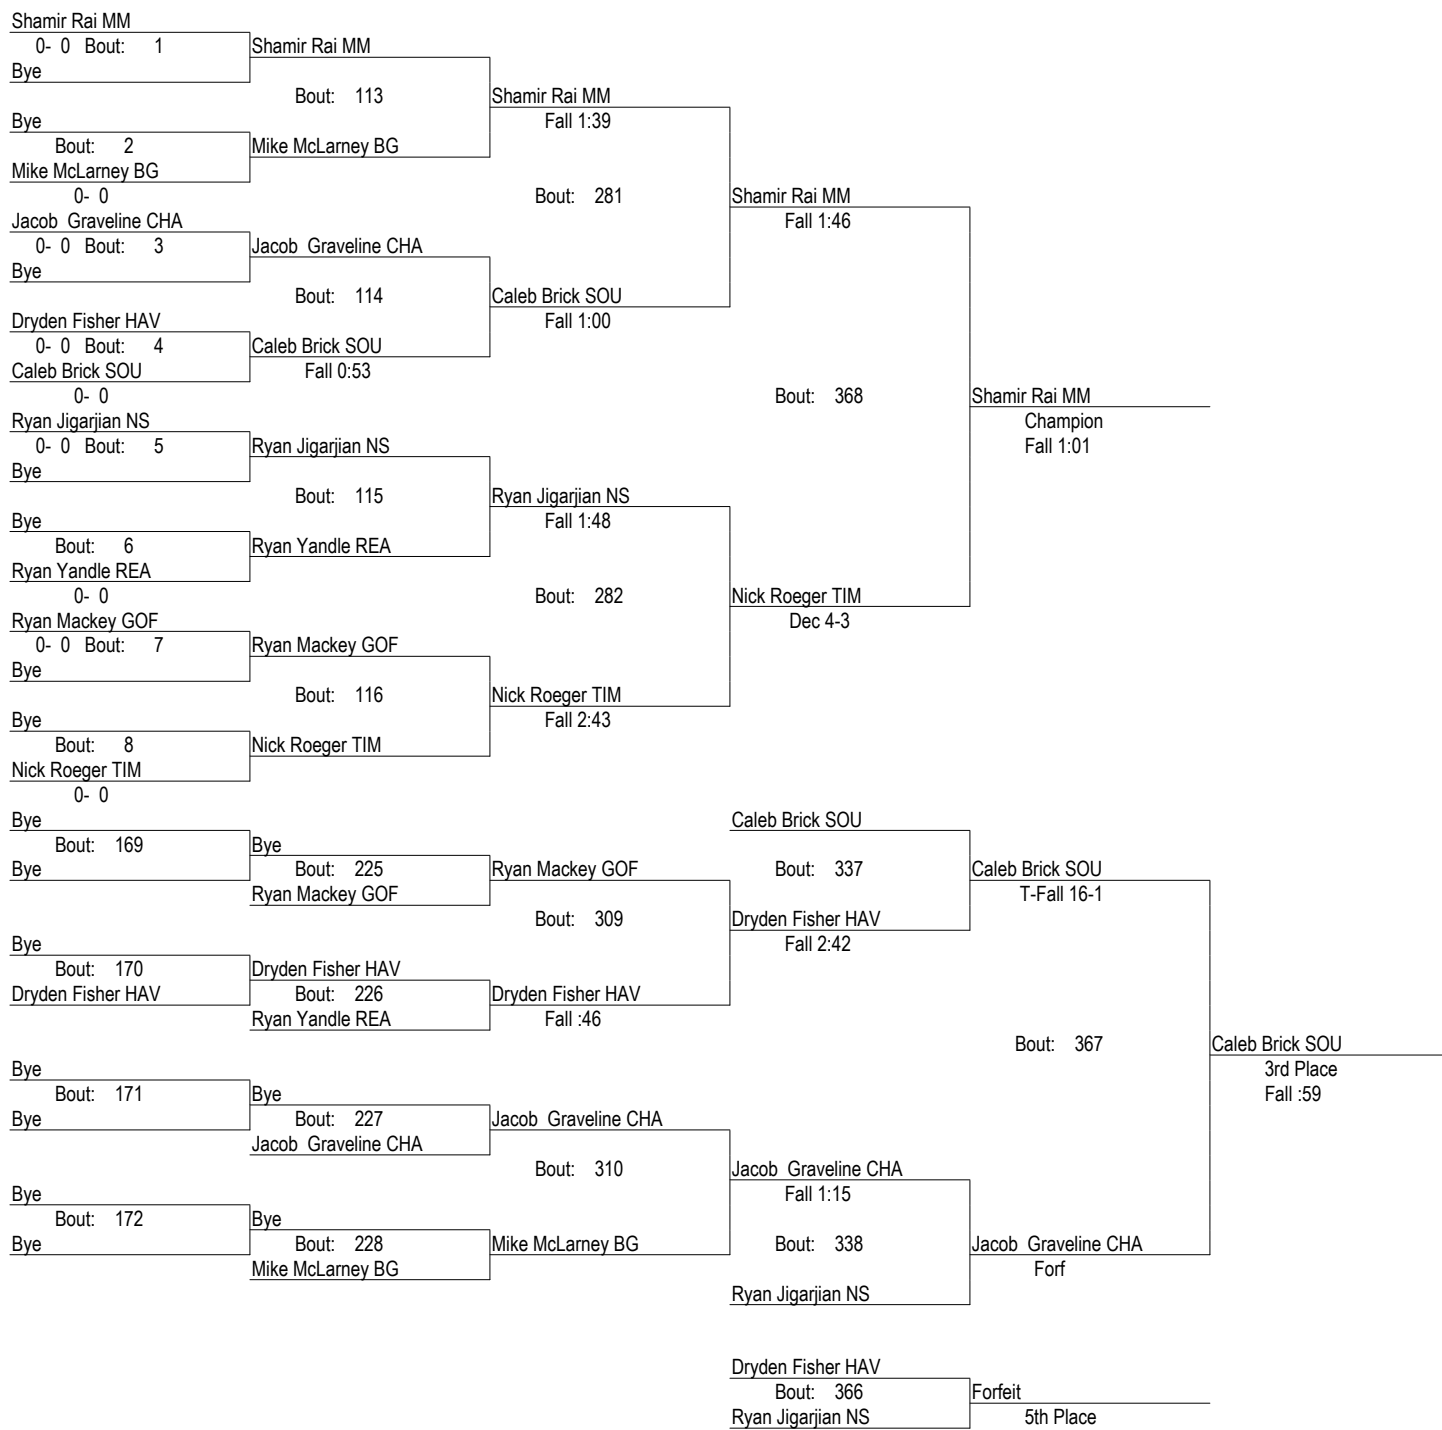 Shamir Rai MM
0- 0 Bout: 1
Shamir Rai MM
Bye
Bout: 113
Shamir Rai MM
Fall 1:39
Bye
Bout: 2
Mike McLarney BG
Mike McLarney BG
0- 0
Bout: 281
Shamir Rai MM
Fall 1:46
Jacob Graveline CHA
0- 0 Bout: 3
Jacob Graveline CHA
Bye
Bout: 114
Caleb Brick SOU
Fall 1:00
Dryden Fisher HAV
0- 0 Bout: 4
Caleb Brick SOU
Caleb Brick SOU
Fall 0:53
0- 0
Bout: 368
Shamir Rai MM
Champion
Fall 1:01
Ryan Jigarjian NS
0- 0 Bout: 5
Ryan Jigarjian NS
Bye
Bout: 115
Ryan Jigarjian NS
Fall 1:48
Bye
Bout: 6
Ryan Yandle REA
Ryan Yandle REA
0- 0
Bout: 282
Nick Roeger TIM
Dec 4-3
Ryan Mackey GOF
0- 0 Bout: 7
Ryan Mackey GOF
Bye
Bout: 116
Nick Roeger TIM
Fall 2:43
Bye
Bout: 8
Nick Roeger TIM
Nick Roeger TIM
0- 0
Bye
Caleb Brick SOU
Bout: 169
Bye
Bye
Bout: 225
Ryan Mackey GOF
Bout: 337
Caleb Brick SOU
Ryan Mackey GOF
T-Fall 16-1
Bout: 309
Dryden Fisher HAV
Fall 2:42
Bye
Bout: 170
Dryden Fisher HAV
Dryden Fisher HAV
Bout: 226
Dryden Fisher HAV
Ryan Yandle REA
Fall :46
Bout: 367
Caleb Brick SOU
3rd Place
Fall :59
Bye
Bout: 171
Bye
Bye
Bout: 227
Jacob Graveline CHA
Jacob Graveline CHA
Bout: 310
Jacob Graveline CHA
Fall 1:15
Bye
Bout: 172
Bye
Bye
Bout: 228
Mike McLarney BG
Bout: 338
Jacob Graveline CHA
Mike McLarney BG
Forf
Ryan Jigarjian NS
Dryden Fisher HAV
Bout: 366
Forfeit
Ryan Jigarjian NS
5th Place